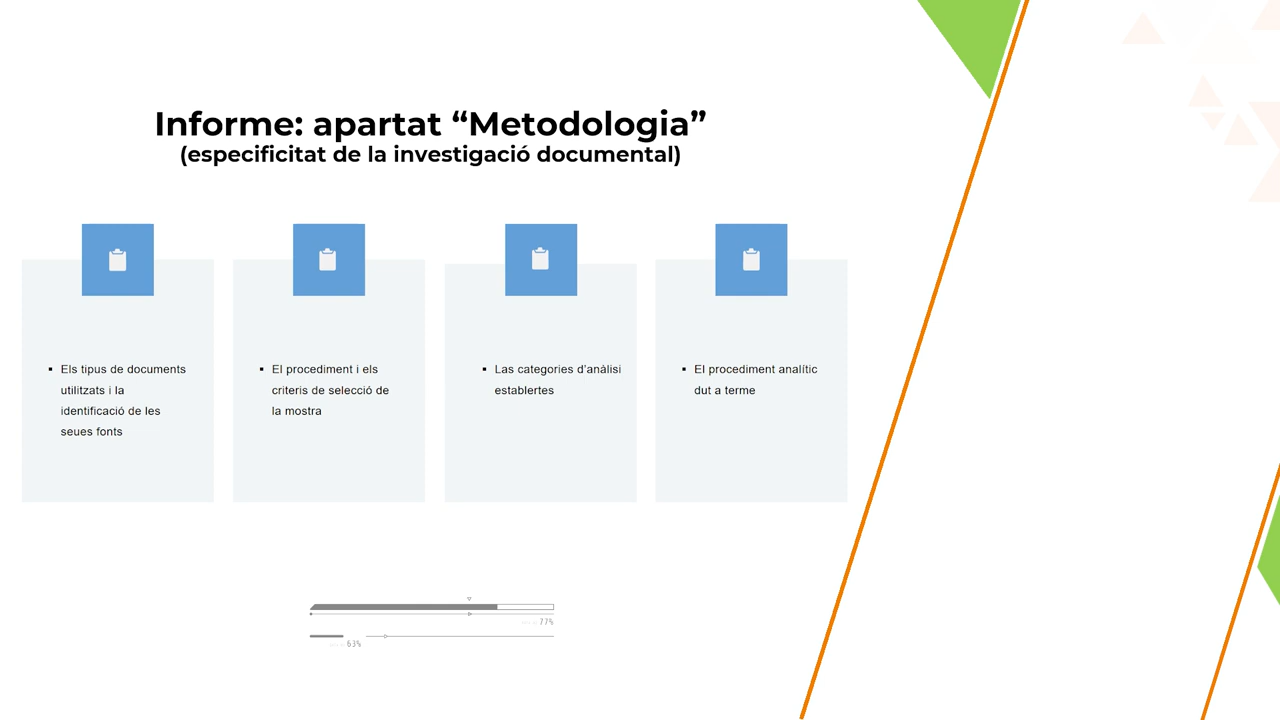 Informe: apartat “Metodologia”
(especificitat de la investigació documental)
▪ Els tipus de documents
utilitzats i la
identificació de les
seues fonts
▪ El procediment i els
criteris de selecció de
la mostra
▪ Las categories d’anàlisi
establertes
▪ El procediment analític
dut a terme
77%
63%